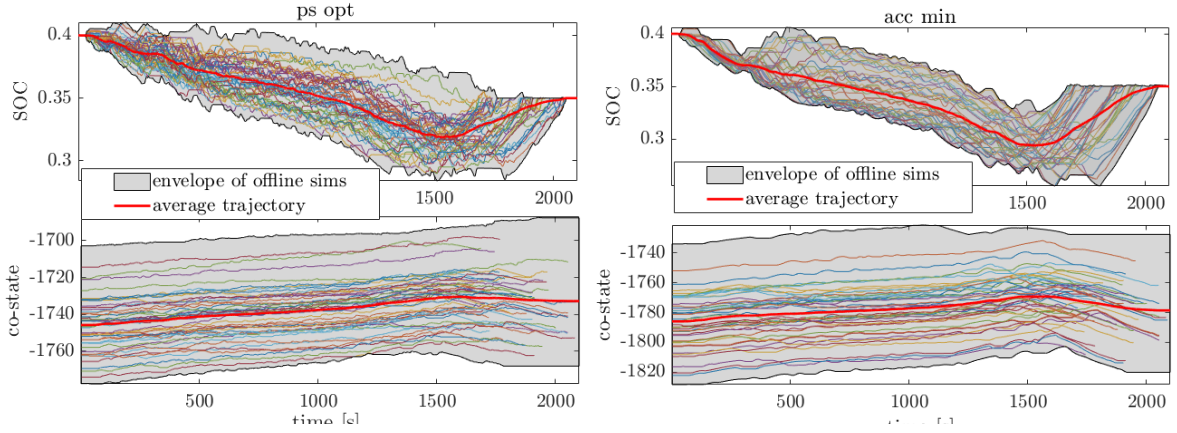 ps opt
0.4
0.35
0.3
SOC
1500
2000
envelope of offline sims
average trajectory
-1700
-1720
-1740
-1760
co-state
500
1000
1500
2000
time [s]
acc min
0.4
0.35
0.3
SOC
1500
2000
envelope of offline sims
average trajectory
-1740
-1760
-1780
-1800
-1820
co-state
500
1000
1500
2000